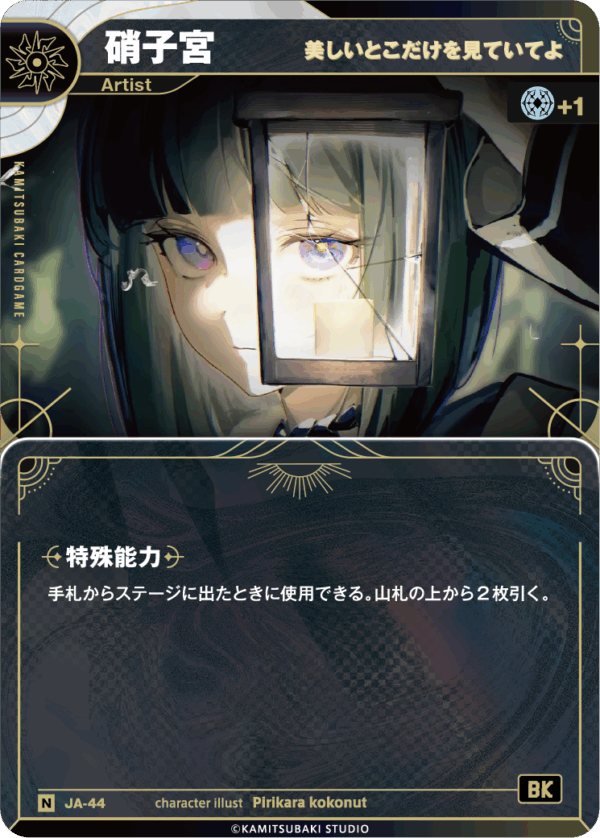 硝子宮
美しいとこだけを見ていてよ
Artist
+1
KAMITSUBAKI CARDGAME
特殊能力
手札からステージに出たときに使用できる。山札の上から2枚引く。
BK
N JA-44 character illust Pirikara kokonut
©KAMITSUBAKI STUDIO